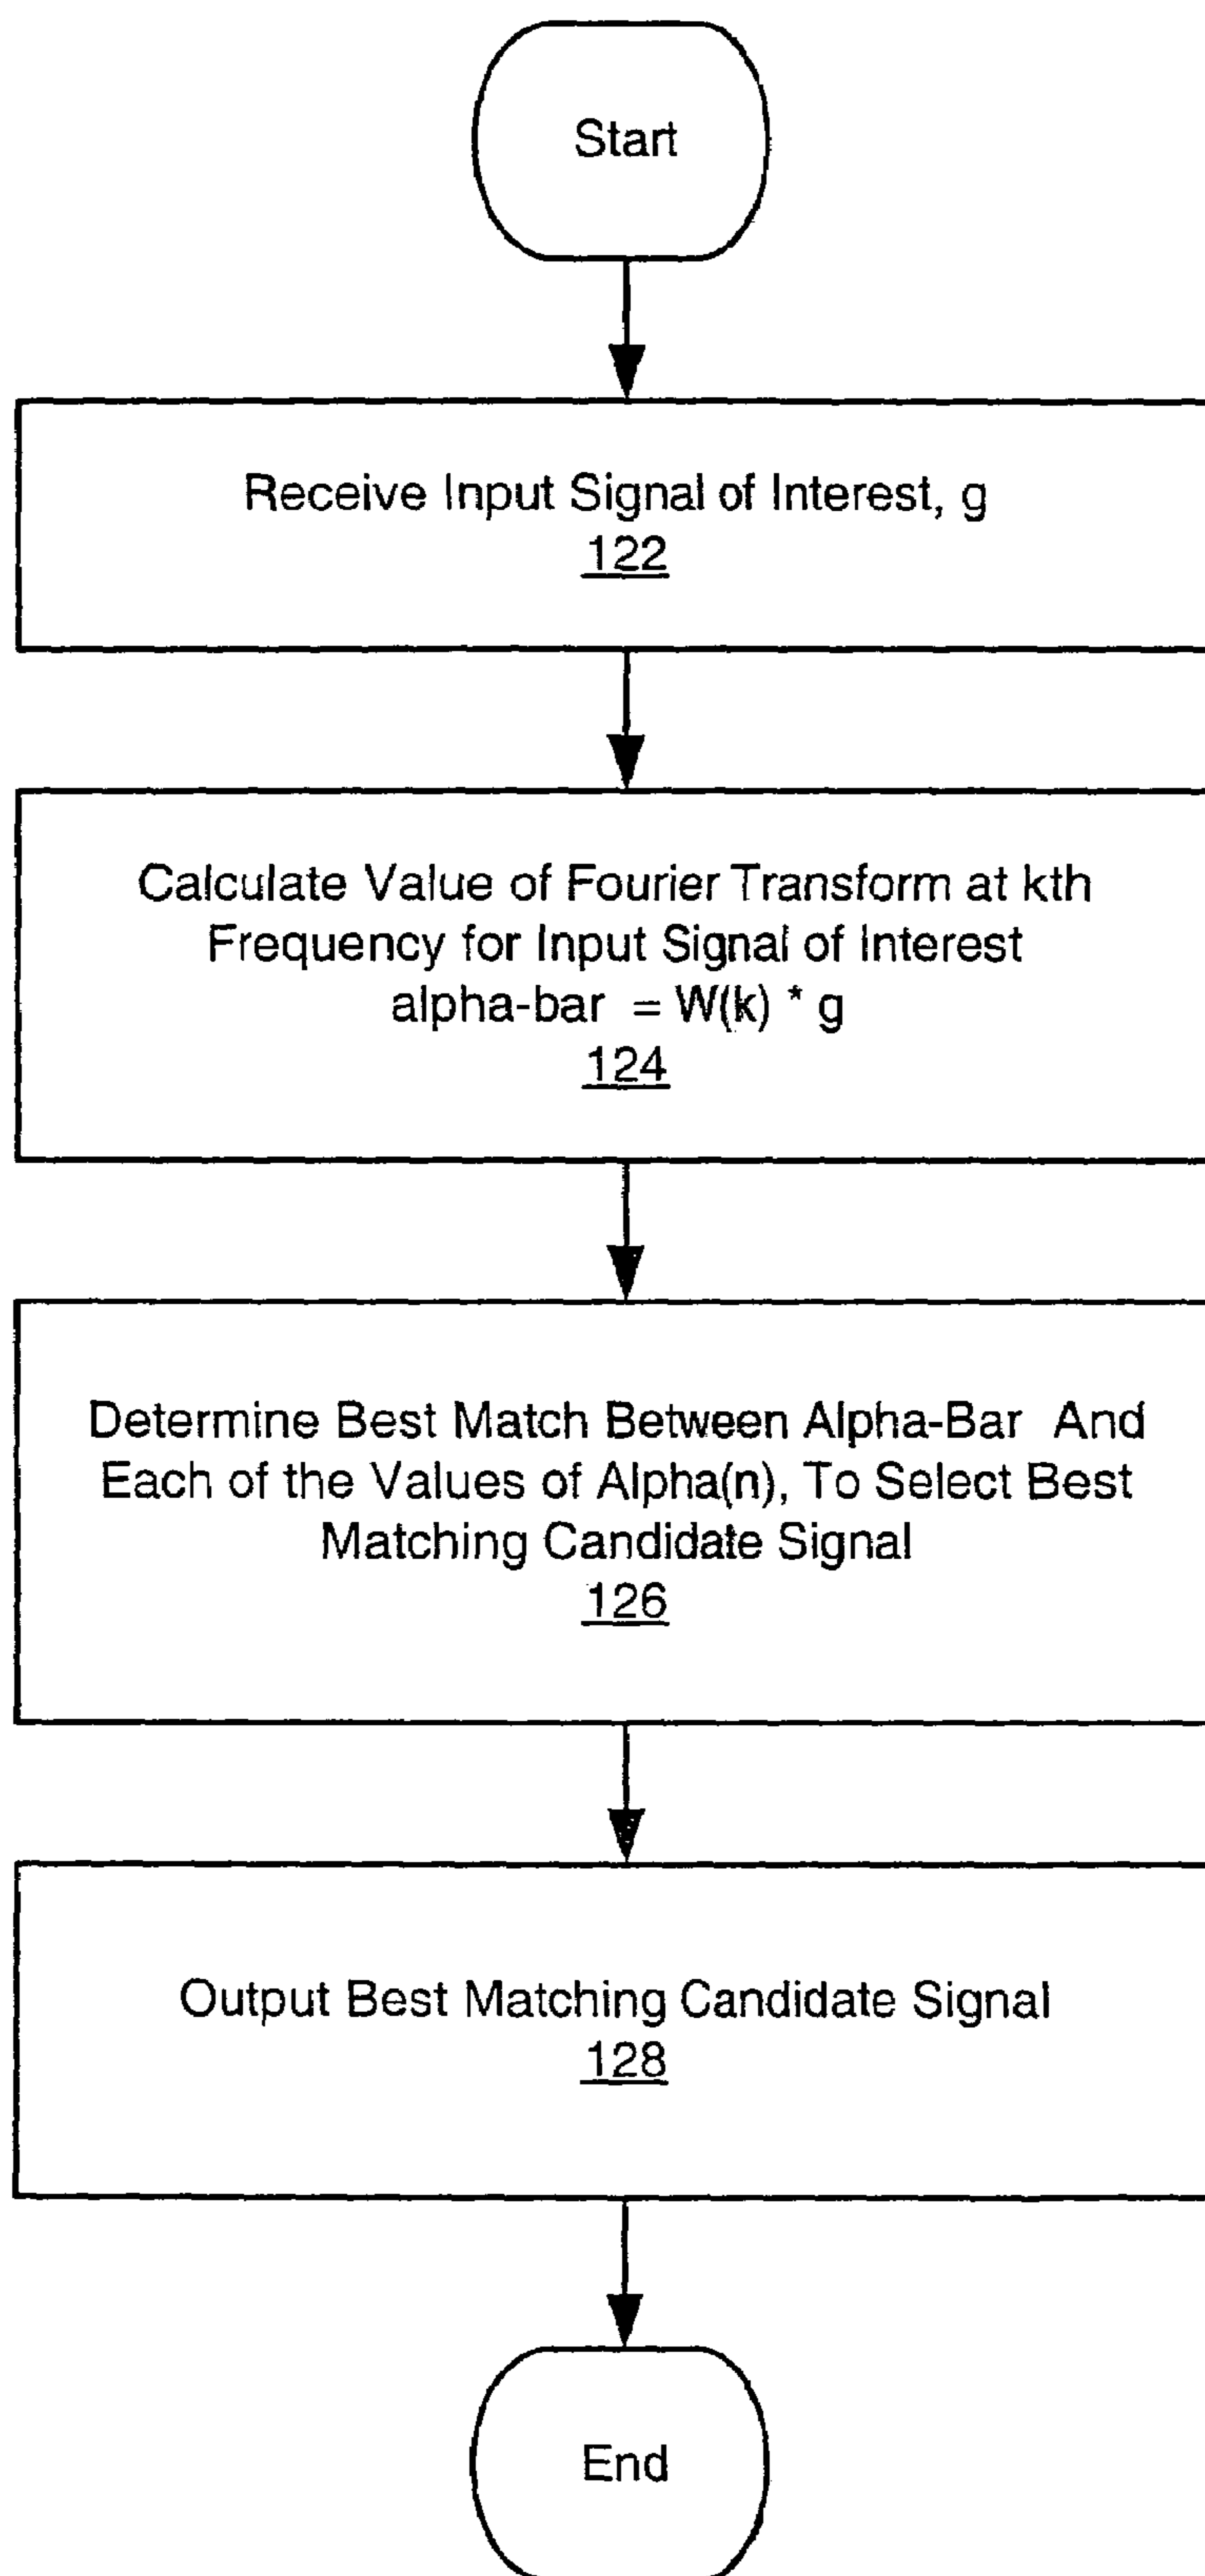 Start
Receive Input Signal of Interest, g
122
Calculate Value of Fourier Transform at kth
Frequency for Input Signal of Interest
alpha-bar = W(k) * g
124
Determine Best Match Between Alpha-Bar And
Each of the Values of Alpha(n), To Select Best
Matching Candidate Signal
126
Output Best Matching Candidate Signal
128
End